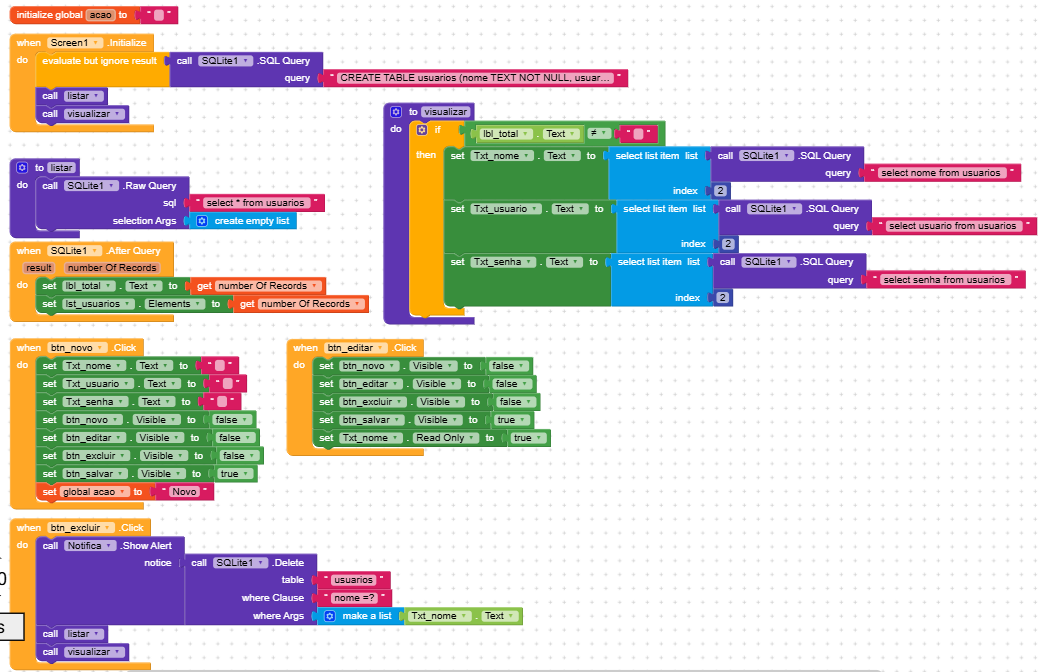 initialize global acao to " "
when Screen1 .Initialize
do evaluate but ignore result call SQLite1 .SQL Query
query " CREATE TABLE usuarios (nome TEXT NOT NULL, usuar... "
call listar
call visualizar
to visualizar
do if lbl_total . Text ≠ " "
then set Txt_nome . Text to select list item list call SQLite1 .SQL Query
query " select nome from usuarios "
index 2
set Txt_usuario . Text to select list item list call SQLite1 .SQL Query
query " select usuario from usuarios "
index 2
set Txt_senha . Text to select list item list call SQLite1 .SQL Query
query " select senha from usuarios "
index 2
to listar
do call SQLite1 .Raw Query
sql " select * from usuarios "
selection Args create empty list
when SQLite1 .After Query
result number Of Records
do set lbl_total . Text to get number Of Records
set lst_usuarios . Elements to get number Of Records
when btn_novo .Click
do set Txt_nome . Text to " "
set Txt_usuario . Text to " "
set Txt_senha . Text to " "
set btn_novo . Visible to false
set btn_editar . Visible to false
set btn_excluir . Visible to false
set btn_salvar . Visible to true
set global acao to " Novo "
when btn_editar .Click
do set btn_novo . Visible to false
set btn_editar . Visible to false
set btn_excluir . Visible to false
set btn_salvar . Visible to true
set Txt_nome . Read Only to true
when btn_excluir .Click
do call Notifica .Show Alert
notice call SQLite1 .Delete
table " usuarios "
where Clause " nome =? "
where Args make a list Txt_nome . Text
call listar
call visualizar
0
s